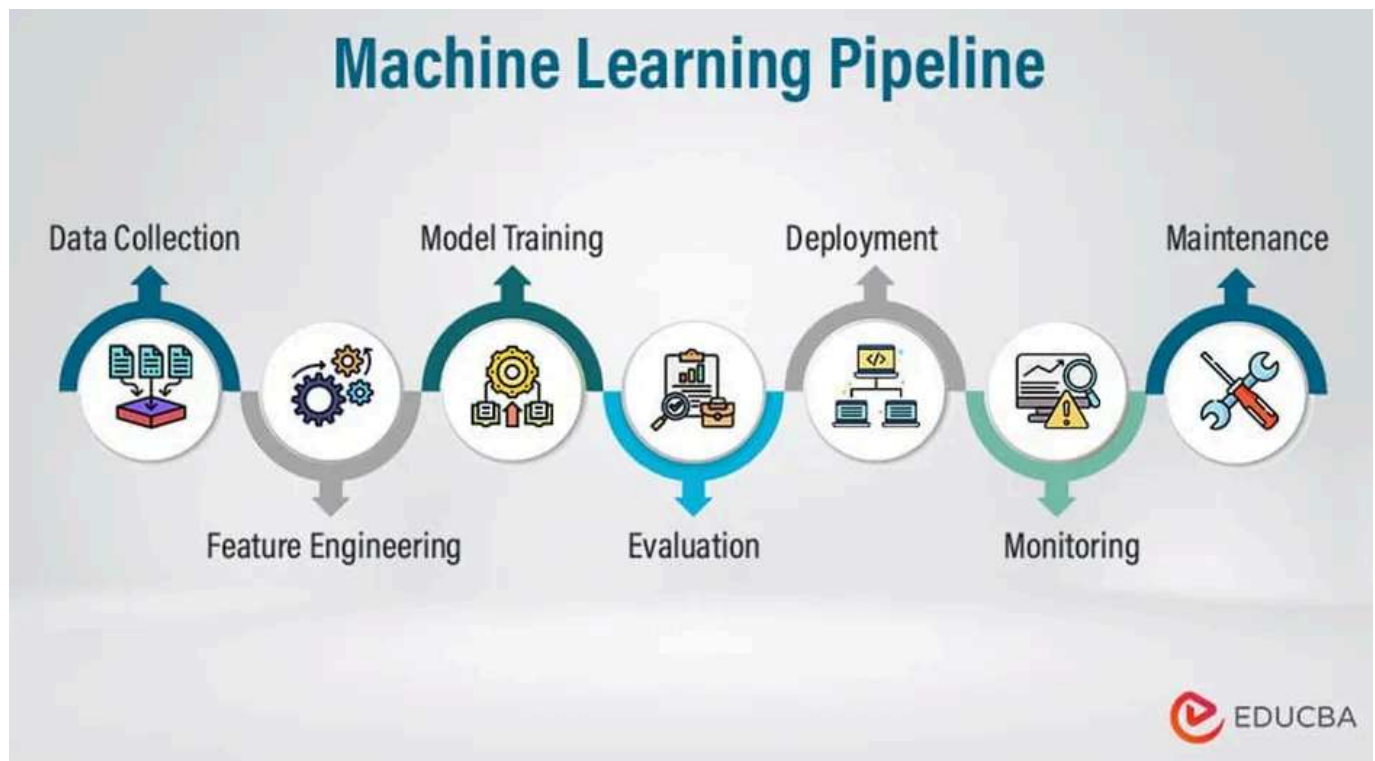 Machine Learning Pipeline
Data Collection
Feature Engineering
Model Training
Evaluation
Deployment
Monitoring
Maintenance
EDUCBA